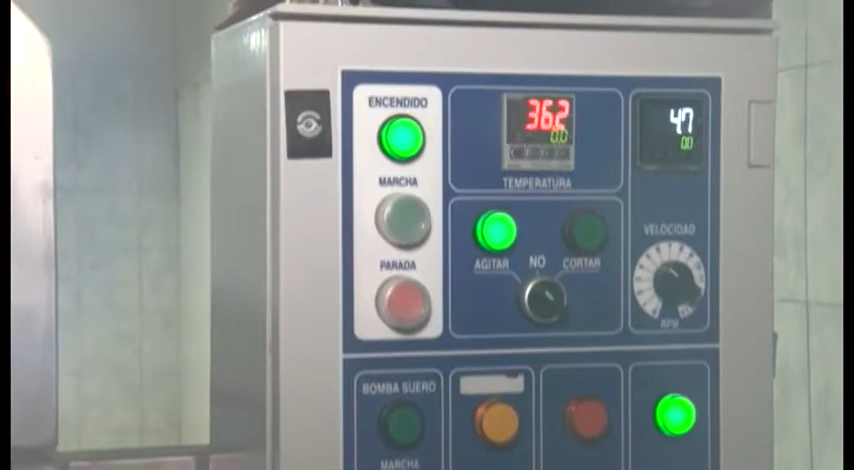 ENCENDIDO
362
0.0
47
0.0
MARCHA
TEMPERATURA
VELOCIDAD
PARADA
AGITAR
NO
CORTAR
RPM
BOMBA SUERO
MARCHA